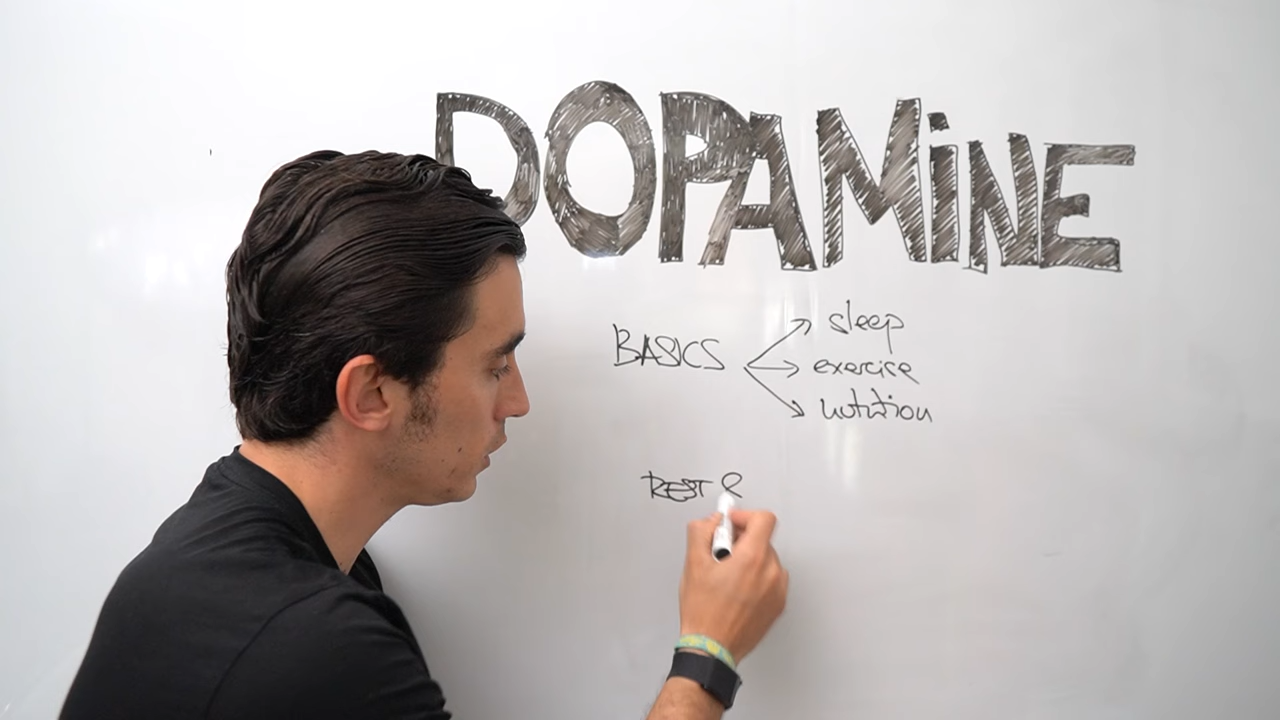 DOPAMiNE
BASICS
sleep
exercise
nutrition
REST &